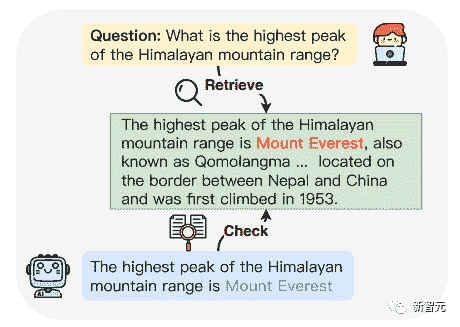 Question: What is the highest peak
of the Himalayan mountain range?
Retrieve
The highest peak of the Himalayan
mountain range is Mount Everest, also
known as Qomolangma ... located on
the border between Nepal and China
and was first climbed in 1953.
Check
The highest peak of the Himalayan
mountain range is Mount Everest
新智元